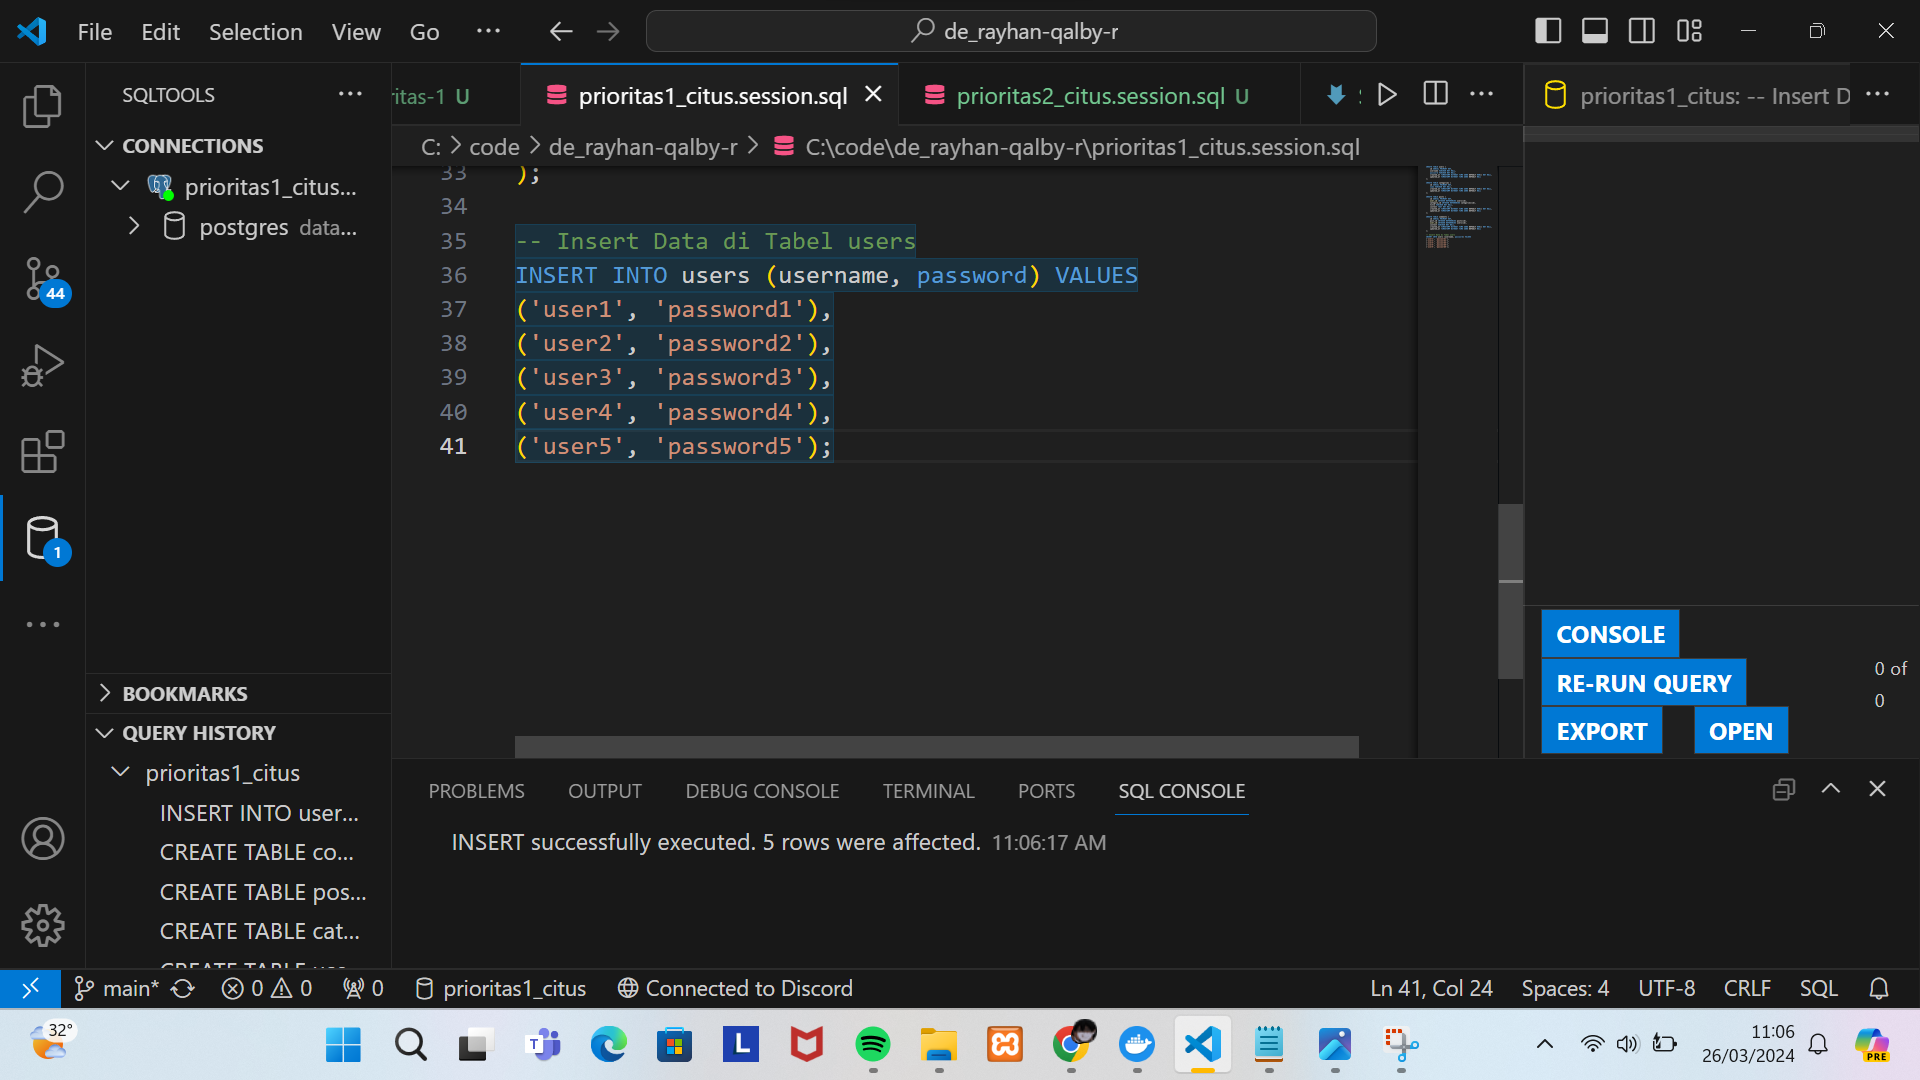 File Edit Selection View Go ···
de_rayhan-qalby-r
SQLTOOLS
ritas-1 U
prioritas1_citus.session.sql
prioritas2_citus.session.sql U
prioritas1_citus: -- Insert D
C: > code > de_rayhan-qalby-r > C:\code\de_rayhan-qalby-r\prioritas1_citus.session.sql
CONNECTIONS
prioritas1_citus...
postgres data...
33 );
34
35 -- Insert Data di Tabel users
36 INSERT INTO users (username, password) VALUES
37 ('user1', 'password1'),
38 ('user2', 'password2'),
39 ('user3', 'password3'),
40 ('user4', 'password4'),
41 ('user5', 'password5');
44
1
CONSOLE
RE-RUN QUERY
EXPORT OPEN
0 of
0
BOOKMARKS
QUERY HISTORY
prioritas1_citus
INSERT INTO user...
CREATE TABLE co...
CREATE TABLE pos...
CREATE TABLE cat...
PROBLEMS OUTPUT DEBUG CONSOLE TERMINAL PORTS SQL CONSOLE
INSERT successfully executed. 5 rows were affected. 11:06:17 AM
main* 0 0 0 prioritas1_citus Connected to Discord
Ln 41, Col 24 Spaces: 4 UTF-8 CRLF SQL
32°
T
L
11:06
26/03/2024
PRE